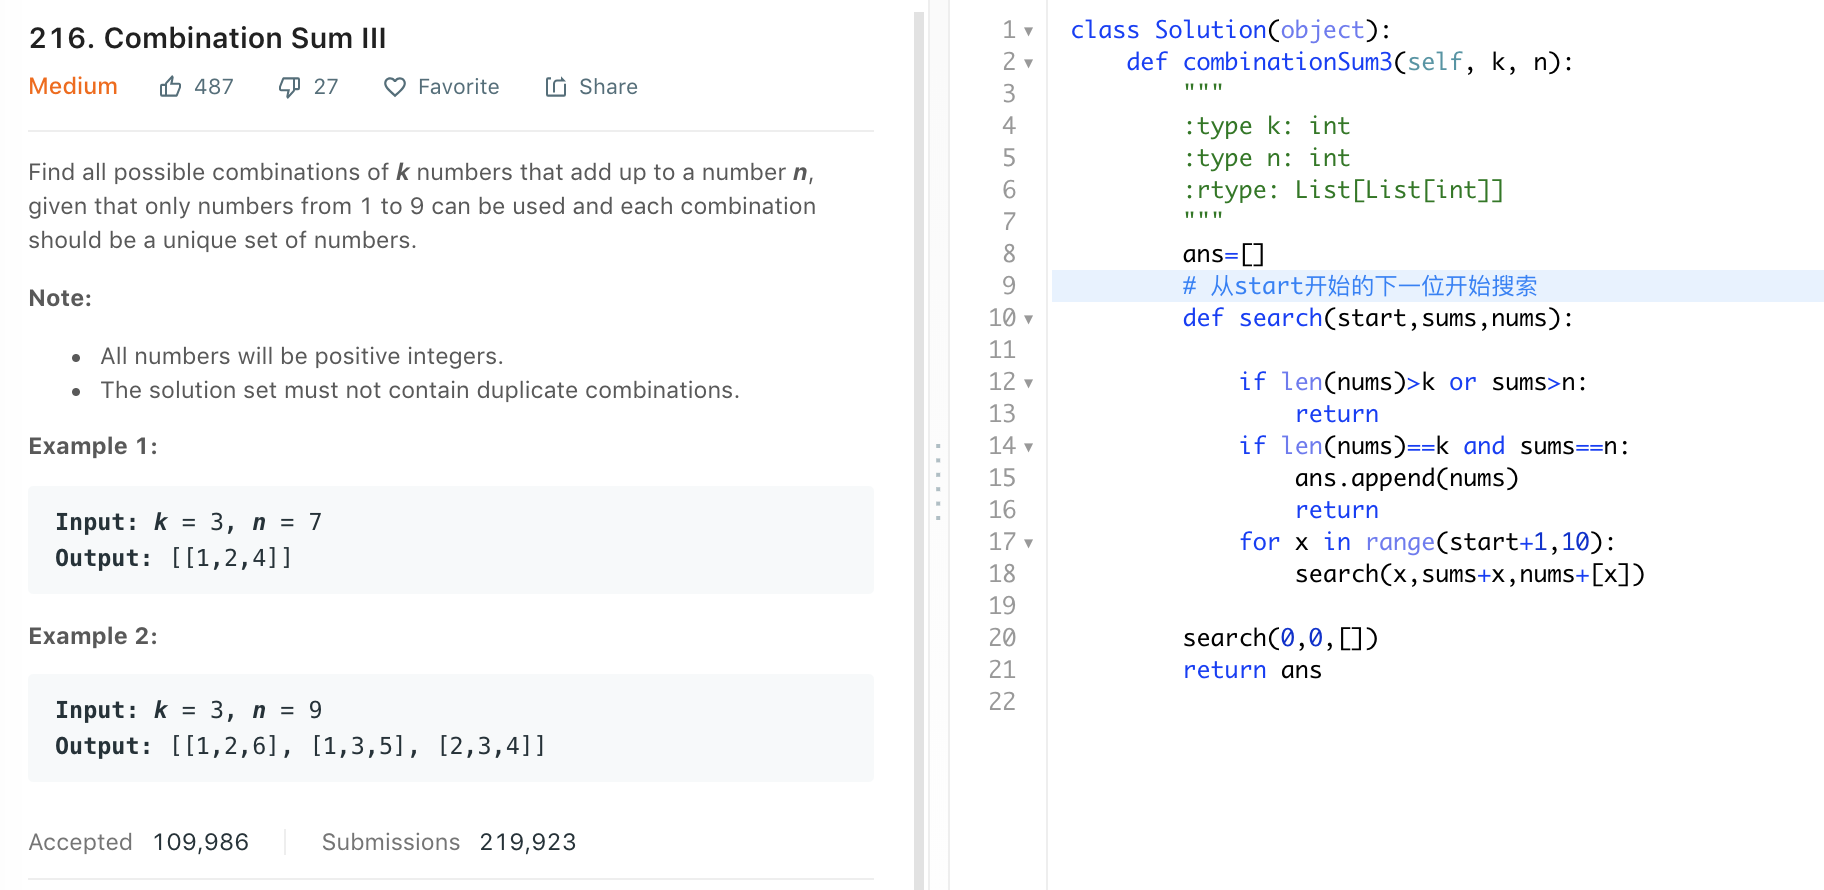 216. Combination Sum III
Medium 487 27 Favorite Share
Find all possible combinations of k numbers that add up to a number n,
given that only numbers from 1 to 9 can be used and each combination
should be a unique set of numbers.
Note:
• All numbers will be positive integers.
• The solution set must not contain duplicate combinations.
Example 1:
Input: k = 3, n = 7
Output: [[1,2,4]]
Example 2:
Input: k = 3, n = 9
Output: [[1,2,6], [1,3,5], [2,3,4]]
Accepted 109,986 Submissions 219,923
1 class Solution(object):
2     def combinationSum3(self, k, n):
3         """
4         :type k: int
5         :type n: int
6         :rtype: List[List[int]]
7         """
8         ans=[]
9         # 从start开始的下一位开始搜索
10         def search(start,sums,nums):
11
12             if len(nums)>k or sums>n:
13                 return
14             if len(nums)==k and sums==n:
15                 ans.append(nums)
16                 return
17             for x in range(start+1,10):
18                 search(x,sums+x,nums+[x])
19
20         search(0,0,[])
21         return ans
22